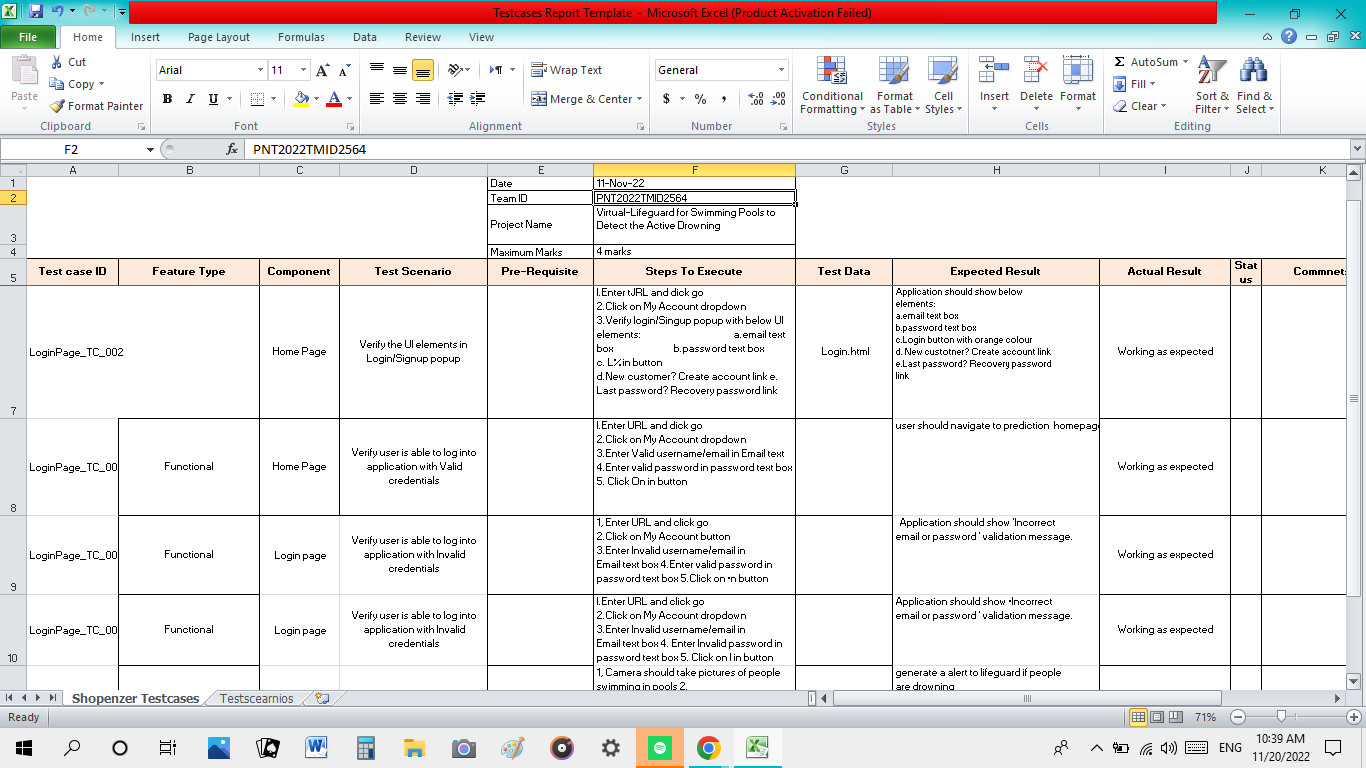 Testcases Report Template - Microsoft Excel (Product Activation Failed)
File Home Insert Page Layout Formulas Data Review View
Paste
Cut
Copy
Format Painter
Clipboard
Arial 11
B I U
Font
Wrap Text
Merge & Center
Alignment
General
$ % ,
Number
Conditional Formatting
Format as Table
Cell Styles
Styles
Insert Delete Format
Cells
Σ AutoSum
Fill
Clear
Sort & Filter
Find & Select
Editing
F2 fx PNT2022TMID2564
A B C D E F G H I J K
1 Date 11-Nov-22
2 Team ID PNT2022TMID2564
3 Project Name Virtual-Lifeguard for Swimming Pools to
Detect the Active Drowning
4 Maximum Marks 4 marks
5 Test case ID Feature Type Component Test Scenario Pre-Requisite Steps To Execute Test Data Expected Result Actual Result Stat
us Commnets
7 LoginPage_TC_002
Home Page
Verify the UI elements in
Login/Signup popup
I.Enter tJRL and dick go
2.Click on My Account dropdown
3.Verify login/Singup popup with below UI
elements: a.email text
box b.password text box
c. L⁒in button
d.New customer? Create account link e.
Last password? Recovery password link
Login.html
Application should show below
elements:
a.email text box
b.password text box
c.Login button with orange colour
d. New custotner? Create account link
e.Last password? Recovery password
link
Working as expected
8 LoginPage_TC_00
Functional
Home Page
Verify user is able to log into
application with Valid
credentials
I.Enter URL and dick go
2.Click on My Account dropdown
3.Enter Valid username/email in Email text
4.Enter valid password in password text box
5. Click On in button
user should navigate to prediction homepag
Working as expected
9 LoginPage_TC_00
Functional
Login page
Verify user is able to log into
application with Invalid
credentials
1, Enter URL and click go
2.Click on My Account button
3.Enter Invalid username/email in
Email text box 4.Enter valid password in
password text box 5.Click on •n button
Application should show 'Incorrect
email or password ' validation message.
Working as expected
10 LoginPage_TC_00
Functional
Login page
Verify user is able to log into
application with Invalid
credentials
I.Enter URL and click go
2.Click on My Account dropdown
3.Enter Invalid username/email in
Email text box 4. Enter Invalid password in
password text box 5. Click on l in button
Application should show •Incorrect
email or password ' validation message.
Working as expected
1, Camera should take pictures of people
swimming in pools 2.
generate a alert to lifeguard if people
are drowning
Shopenzer Testcases Testscearnios
Ready 71%
ENG
10:39 AM
11/20/2022